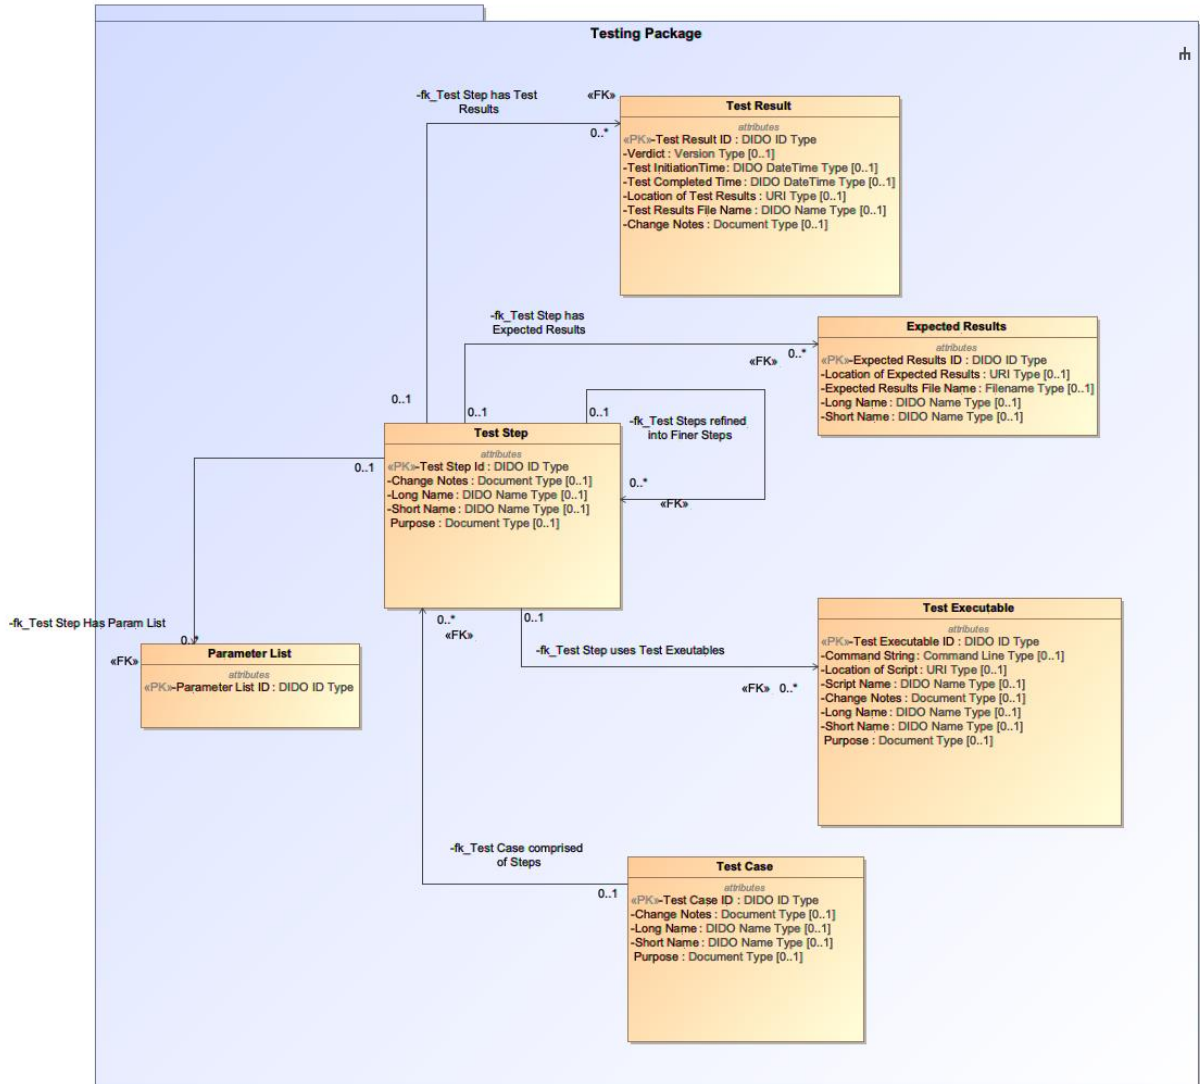 Testing Package
-fk_Test Step has Test
Results
«FK»
0..*
Test Result
attributes
«PK»-Test Result ID : DIDO ID Type
-Verdict : Version Type [0..1]
-Test InitiationTime : DIDO DateTime Type [0..1]
-Test Completed Time : DIDO DateTime Type [0..1]
-Location of Test Results : URI Type [0..1]
-Test Results File Name : DIDO Name Type [0..1]
-Change Notes : Document Type [0..1]
-fk_Test Step has
Expected Results
0..*
«FK»
Expected Results
attributes
«PK»-Expected Results ID : DIDO ID Type
-Location of Expected Results : URI Type [0..1]
-Expected Results File Name : Filename Type [0..1]
-Long Name : DIDO Name Type [0..1]
-Short Name : DIDO Name Type [0..1]
0..1
0..1
0..1
-fk_Test Steps refined
into Finer Steps
0..*
«FK»
Test Step
attributes
«PK»-Test Step Id : DIDO ID Type
-Change Notes : Document Type [0..1]
-Long Name : DIDO Name Type [0..1]
-Short Name : DIDO Name Type [0..1]
Purpose : Document Type [0..1]
0..1
-fk_Test Step Has Param List
0..*
«FK»
Parameter List
attributes
«PK»-Parameter List ID : DIDO ID Type
0..*
«FK»
0..1
-fk_Test Step uses Test Exeutables
«FK» 0..*
Test Executable
attributes
«PK»-Test Executable ID : DIDO ID Type
-Command String : Command Line Type [0..1]
-Location of Script : URI Type [0..1]
-Script Name : DIDO Name Type [0..1]
-Change Notes : Document Type [0..1]
-Long Name : DIDO Name Type [0..1]
-Short Name : DIDO Name Type [0..1]
Purpose : Document Type [0..1]
-fk_Test Case comprised
of Steps
0..1
Test Case
attributes
«PK»-Test Case ID : DIDO ID Type
-Change Notes : Document Type [0..1]
-Long Name : DIDO Name Type [0..1]
-Short Name : DIDO Name Type [0..1]
Purpose : Document Type [0..1]